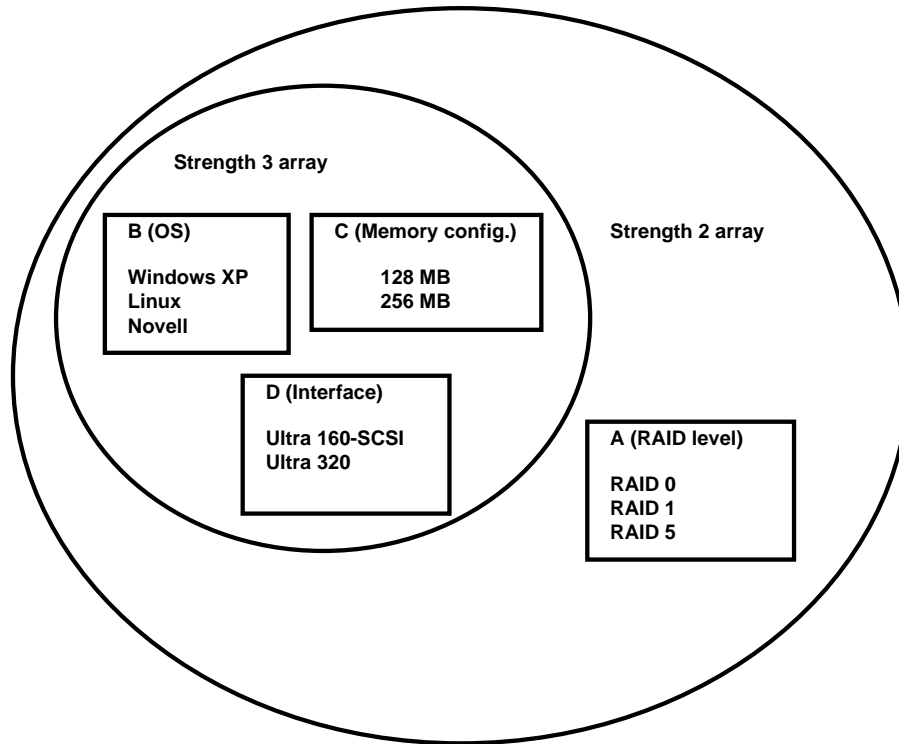 Strength 3 array
B (OS)
Windows XP
Linux
Novell
C (Memory config.)
128 MB
256 MB
Strength 2 array
D (Interface)
Ultra 160-SCSI
Ultra 320
A (RAID level)
RAID 0
RAID 1
RAID 5